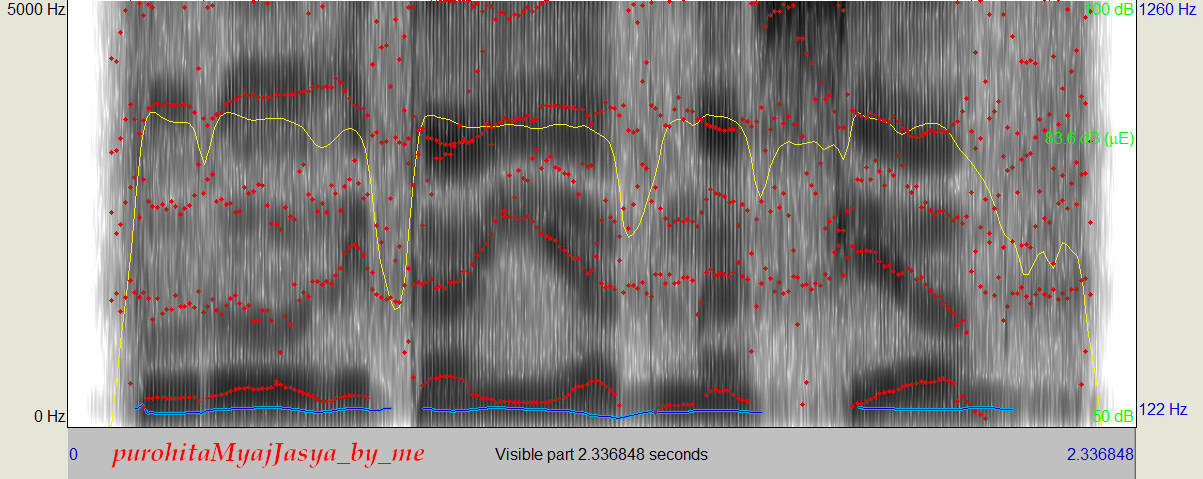 5000 Hz 100 dB 1260 Hz
83.6 dB (µE)
0 Hz 50 dB 122 Hz
0 purohitaMyajJasya_by_me Visible part 2.336848 seconds 2.336848